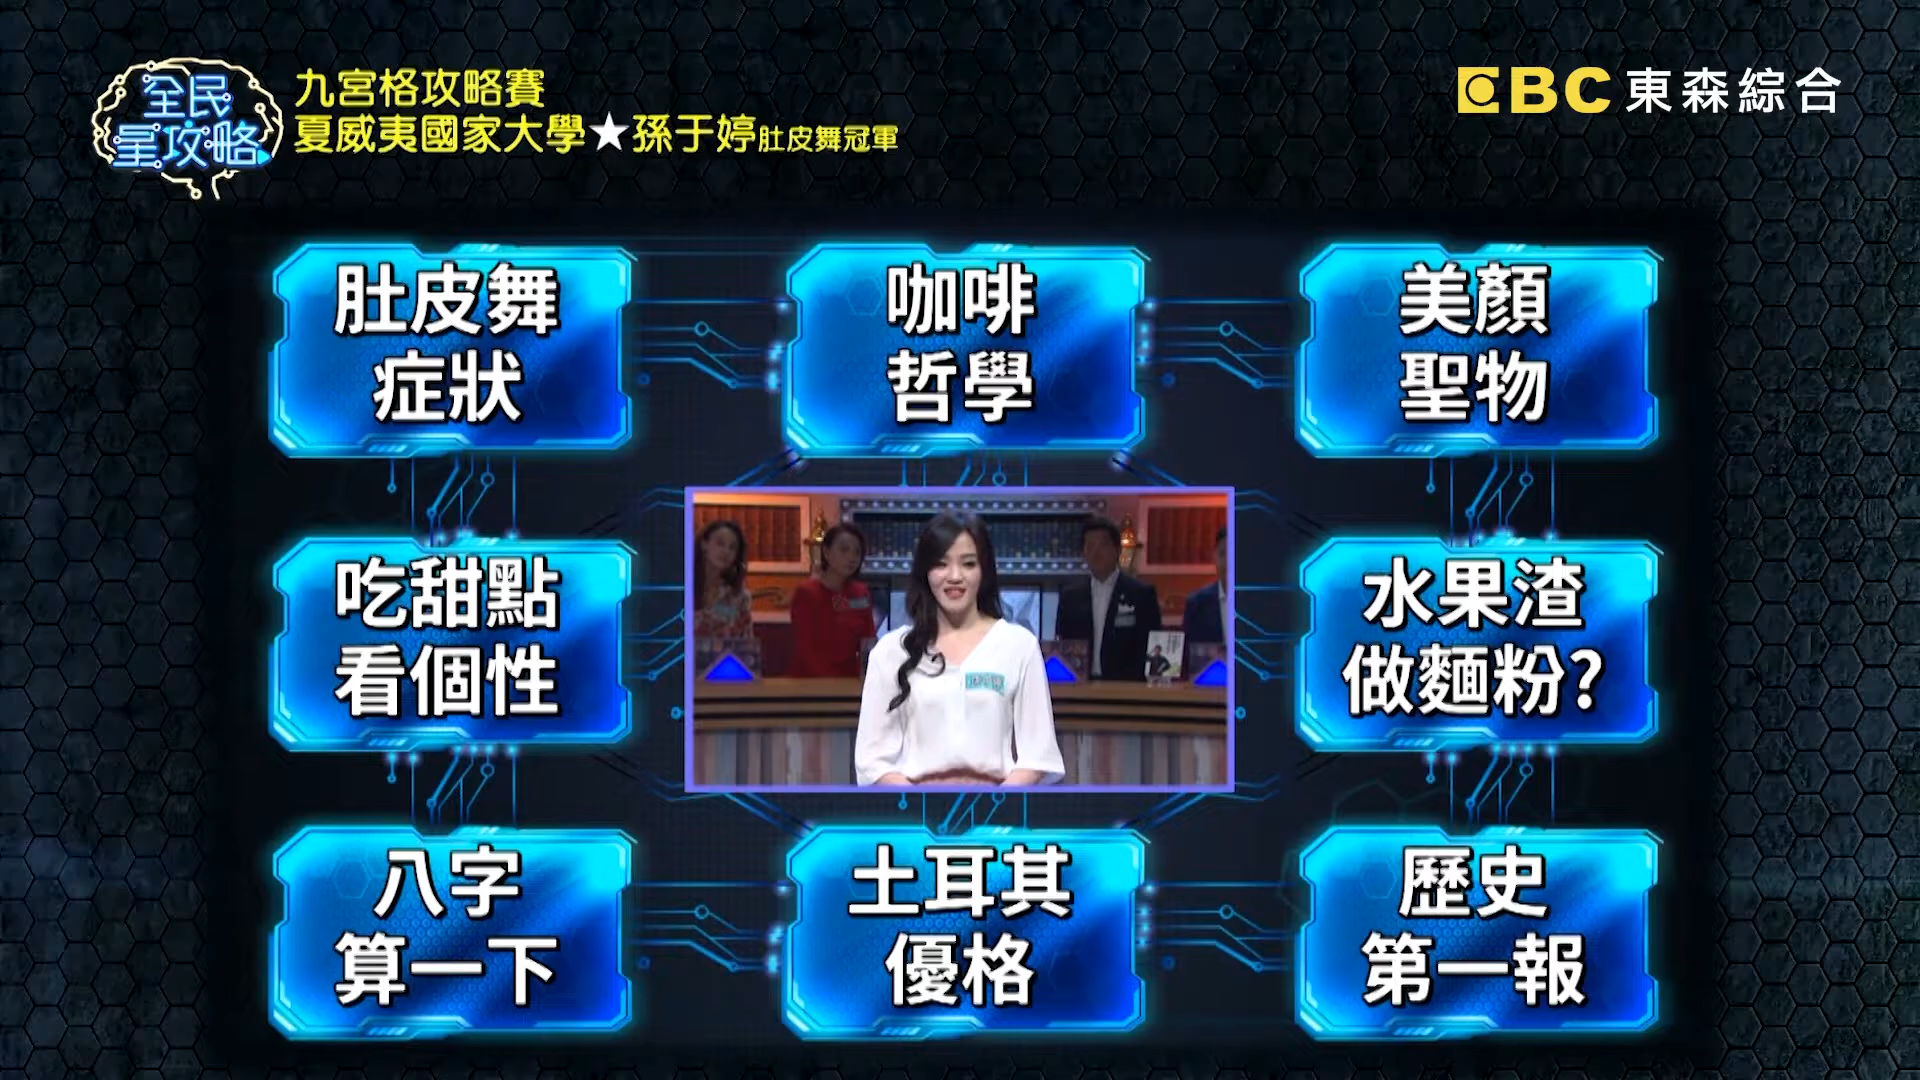 全民
星攻略
九宮格攻略賽
夏威夷國家大學★孫于婷肚皮舞冠軍
EBC東森綜合
肚皮舞
症狀
咖啡
哲學
美顏
聖物
吃甜點
看個性
水果渣
做麵粉?
八字
算一下
土耳其
優格
歷史
第一報